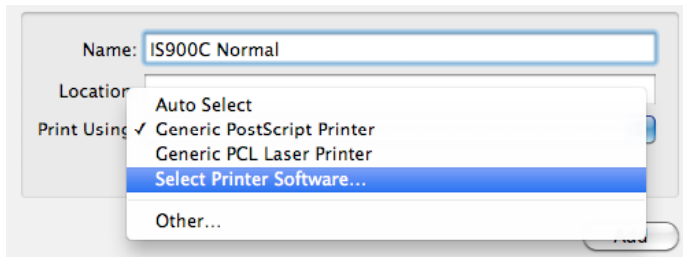 Name: IS900C Normal
Location
Auto Select
Print Using ✓ Generic PostScript Printer
Generic PCL Laser Printer
Select Printer Software...
Other...
Add